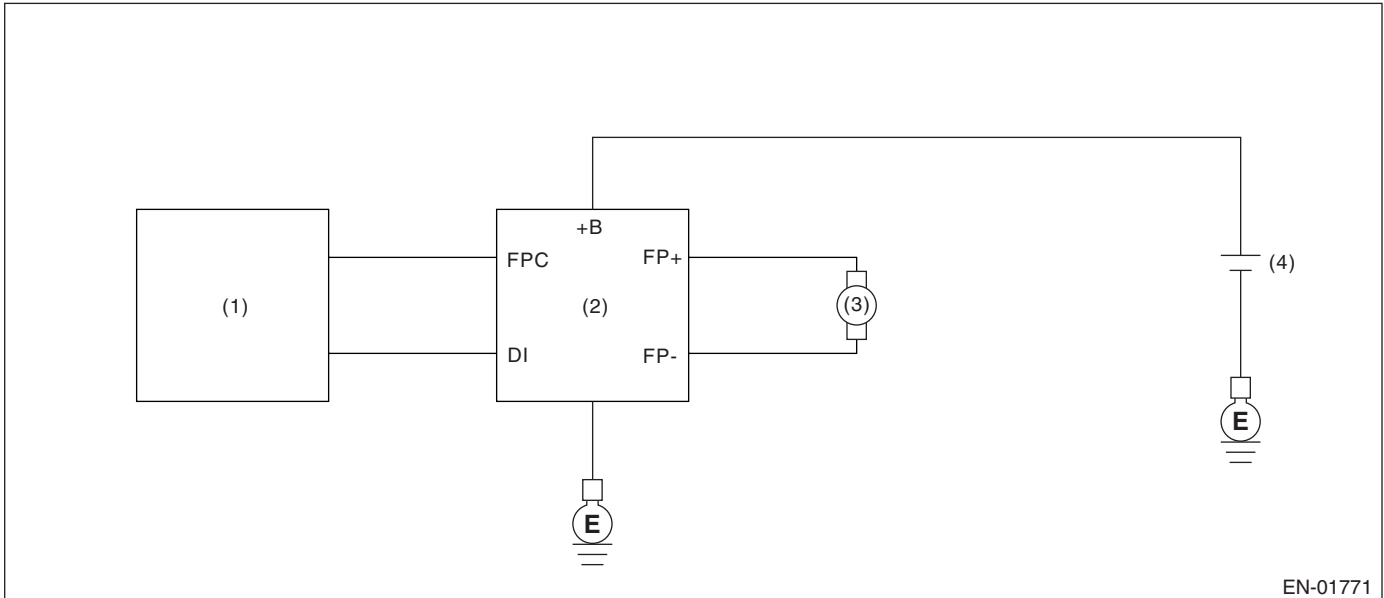 +B
FPC
FP+
(4)
(1)
(2)
(3)
DI
FP-
E
E
EN-01771